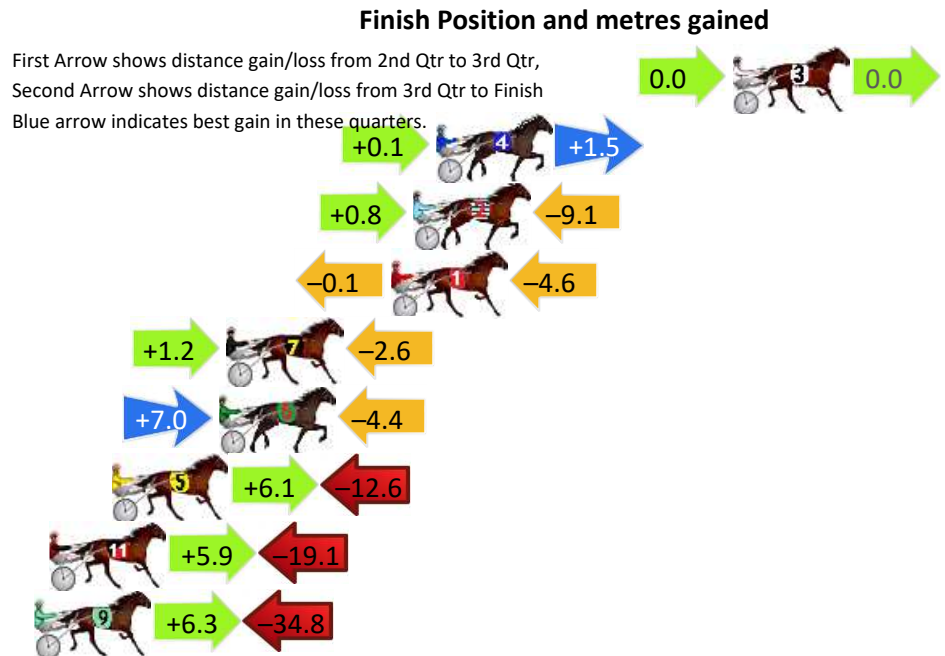 Finish Position and metres gained
First Arrow shows distance gain/loss from 2nd Qtr to 3rd Qtr,
Second Arrow shows distance gain/loss from 3rd Qtr to Finish
Blue arrow indicates best gain in these quarters.
0.0 3 0.0
+0.1 4 +1.5
+0.8 2 –9.1
–0.1 1 –4.6
+1.2 7 –2.6
+7.0 –4.4
5 +6.1 –12.6
11 +5.9 –19.1
9 +6.3 –34.8